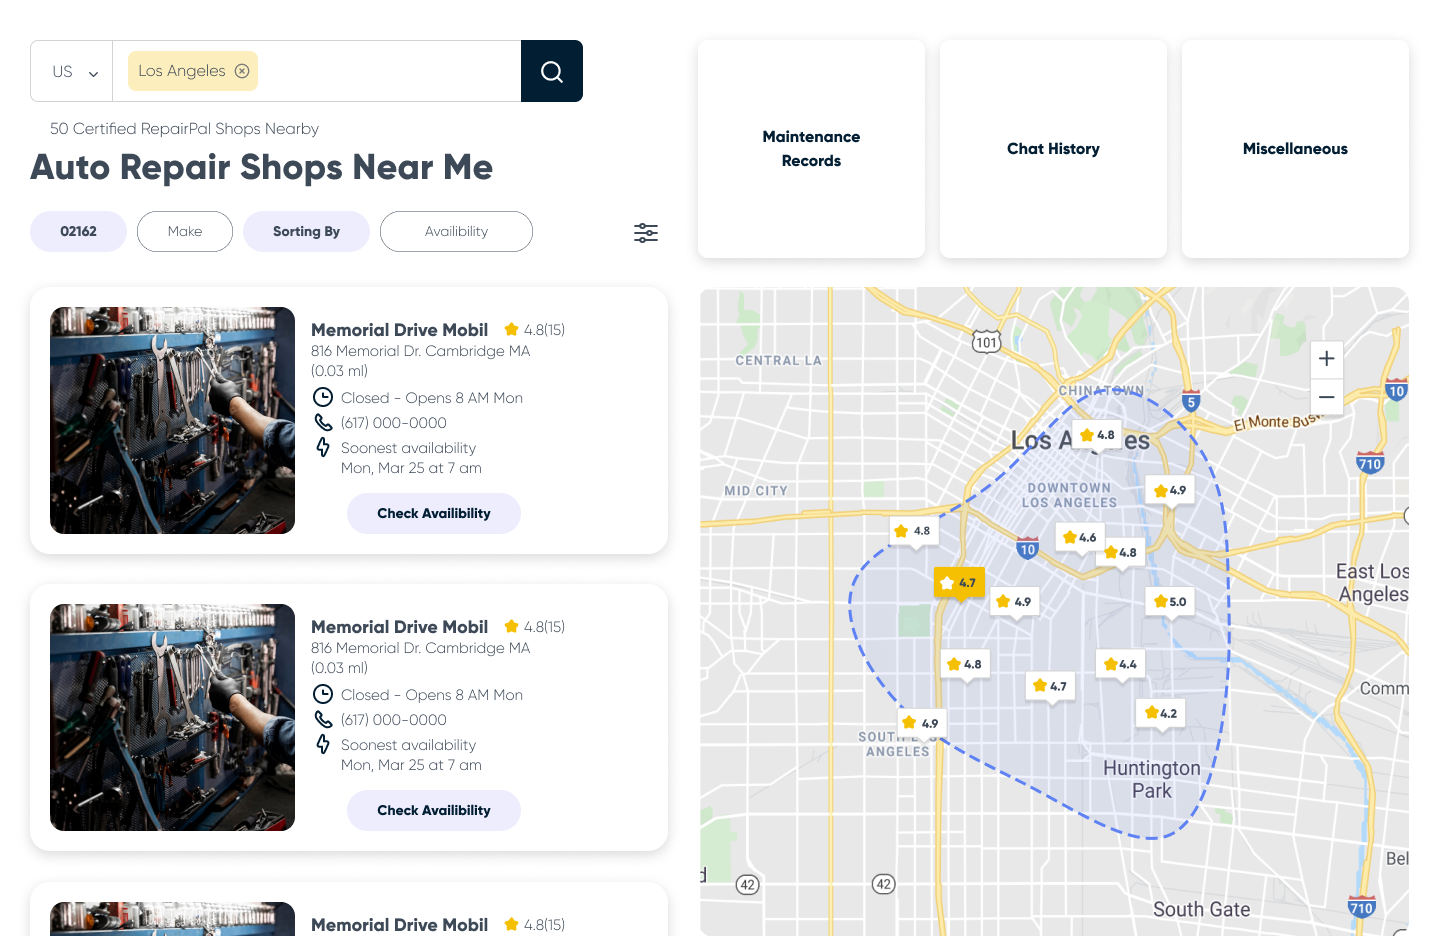 US
Los Angeles
50 Certified RepairPal Shops Nearby
Auto Repair Shops Near Me
02162
Make
Sorting By
Availibility
Maintenance
Records
Chat History
Miscellaneous
Memorial Drive Mobil 4.8(15)
816 Memorial Dr. Cambridge MA
(0.03 ml)
Closed - Opens 8 AM Mon
(617) 000-0000
Soonest availability
Mon, Mar 25 at 7 am
Check Availibility
Memorial Drive Mobil 4.8(15)
816 Memorial Dr. Cambridge MA
(0.03 ml)
Closed - Opens 8 AM Mon
(617) 000-0000
Soonest availability
Mon, Mar 25 at 7 am
Check Availibility
Memorial Drive Mobil 4.8(15)
101
CENTRAL LA
CHINATOWN
5
10
El Monte Busw
4.8
Los Angeles
710
MID CITY
DOWNTOWN
LOS ANGELES
4.9
4.8
4.6
10
4.8
East Los
Angeles
4.7
4.9
5.0
4.8
4.4
4.7
Comm
4.2
4.9
SOUTH LOS
ANGELES
Huntington
Park
Bel
d
42
42
710
South Gate